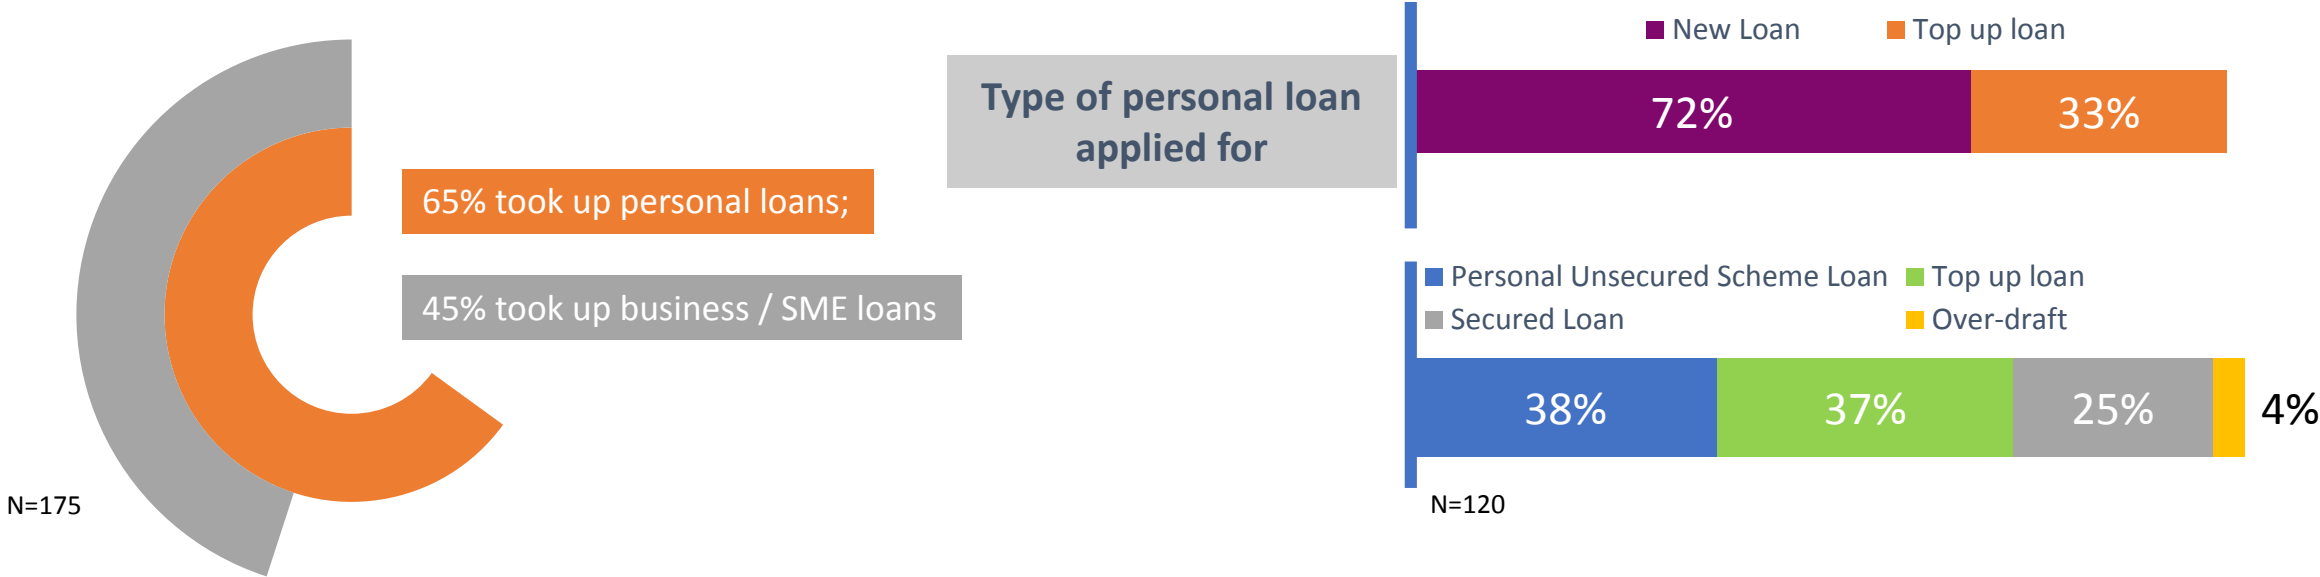 65% took up personal loans;
45% took up business / SME loans
N=175
Type of personal loan
applied for
New Loan
Top up loan
72%
33%
Personal Unsecured Scheme Loan
Top up loan
Secured Loan
Over-draft
38%
37%
25%
4%
N=120